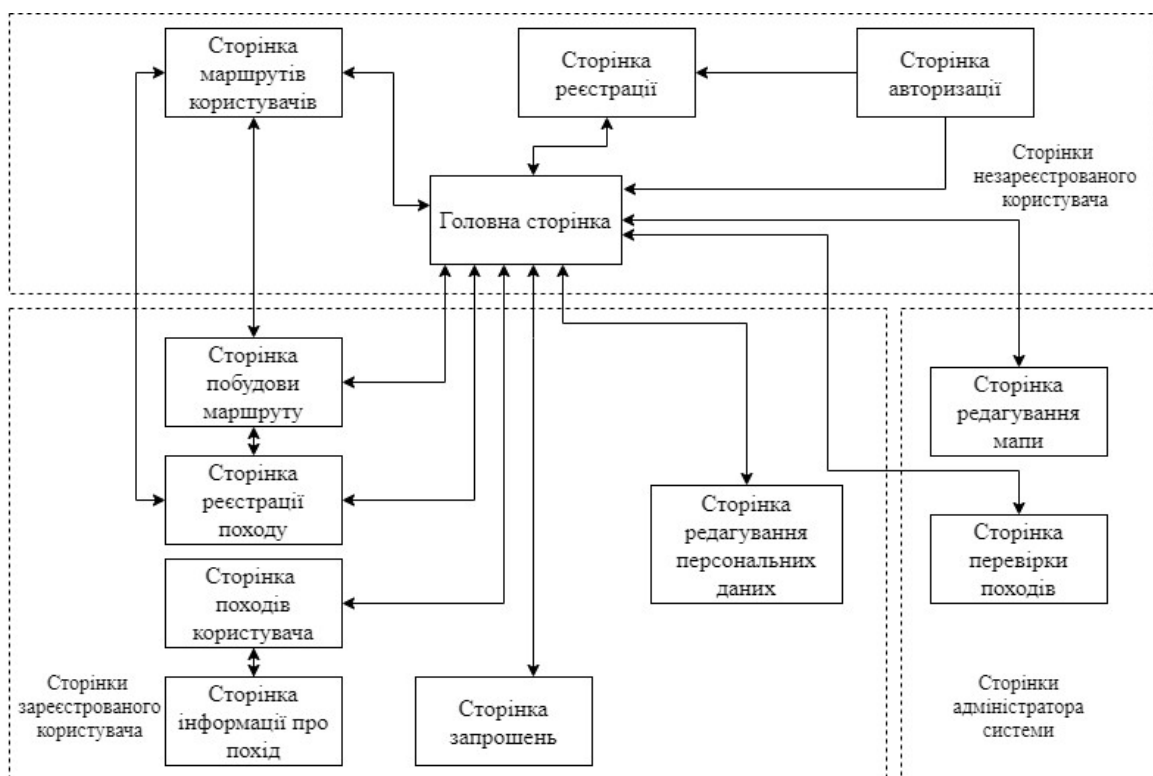 Сторінка
маршрутів
користувачів
Сторінка
реєстрації
Сторінка
авторизації
Сторінки
незареєстрованого
користувача
Головна сторінка
Сторінка
побудови
маршруту
Сторінка
реєстрації
походу
Сторінка
походів
користувача
Сторінка
інформації про
похід
Сторінки
зареєстрованого
користувача
Сторінка
запрошень
Сторінка
редагування
персональних
даних
Сторінка
редагування
мапи
Сторінка
перевірки
походів
Сторінки
адміністратора
системи